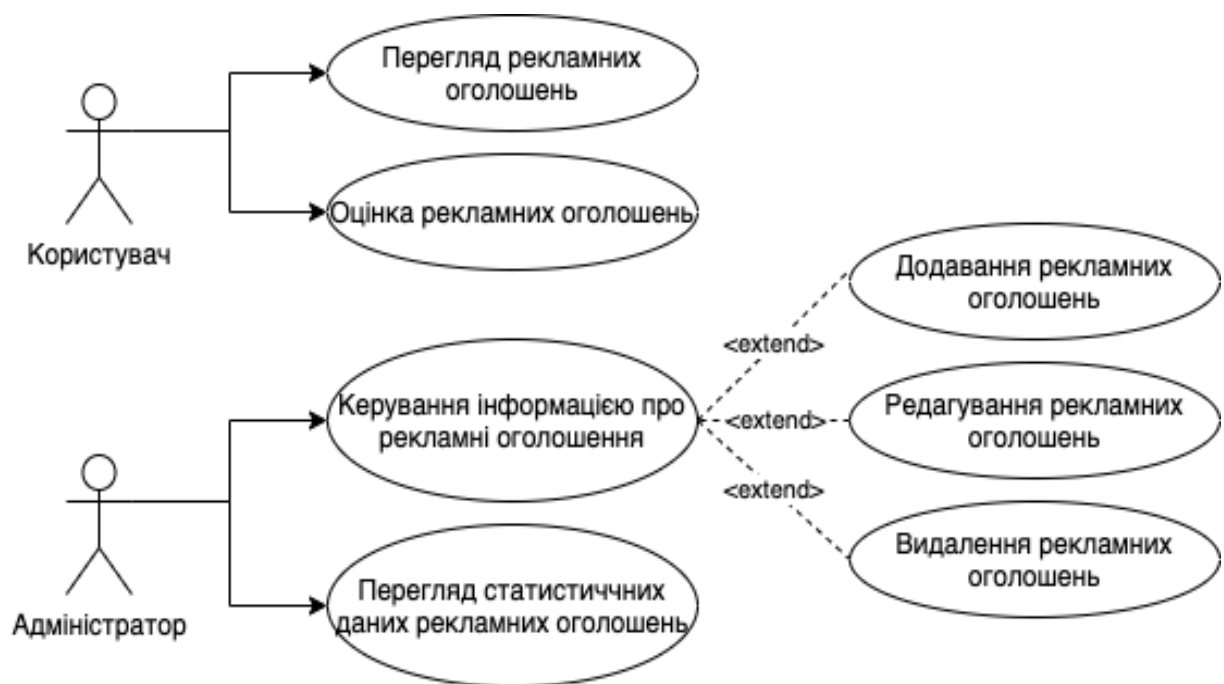 Перегляд рекламних
оголошень
Оцінка рекламних оголошень
Користувач
Додавання рекламних
оголошень
<extend>
Керування інформацією про
рекламні оголошення
<extend>
Редагування рекламних
оголошень
<extend>
Видалення рекламних
оголошень
Перегляд статистиччних
даних рекламних оголошень
Адміністратор